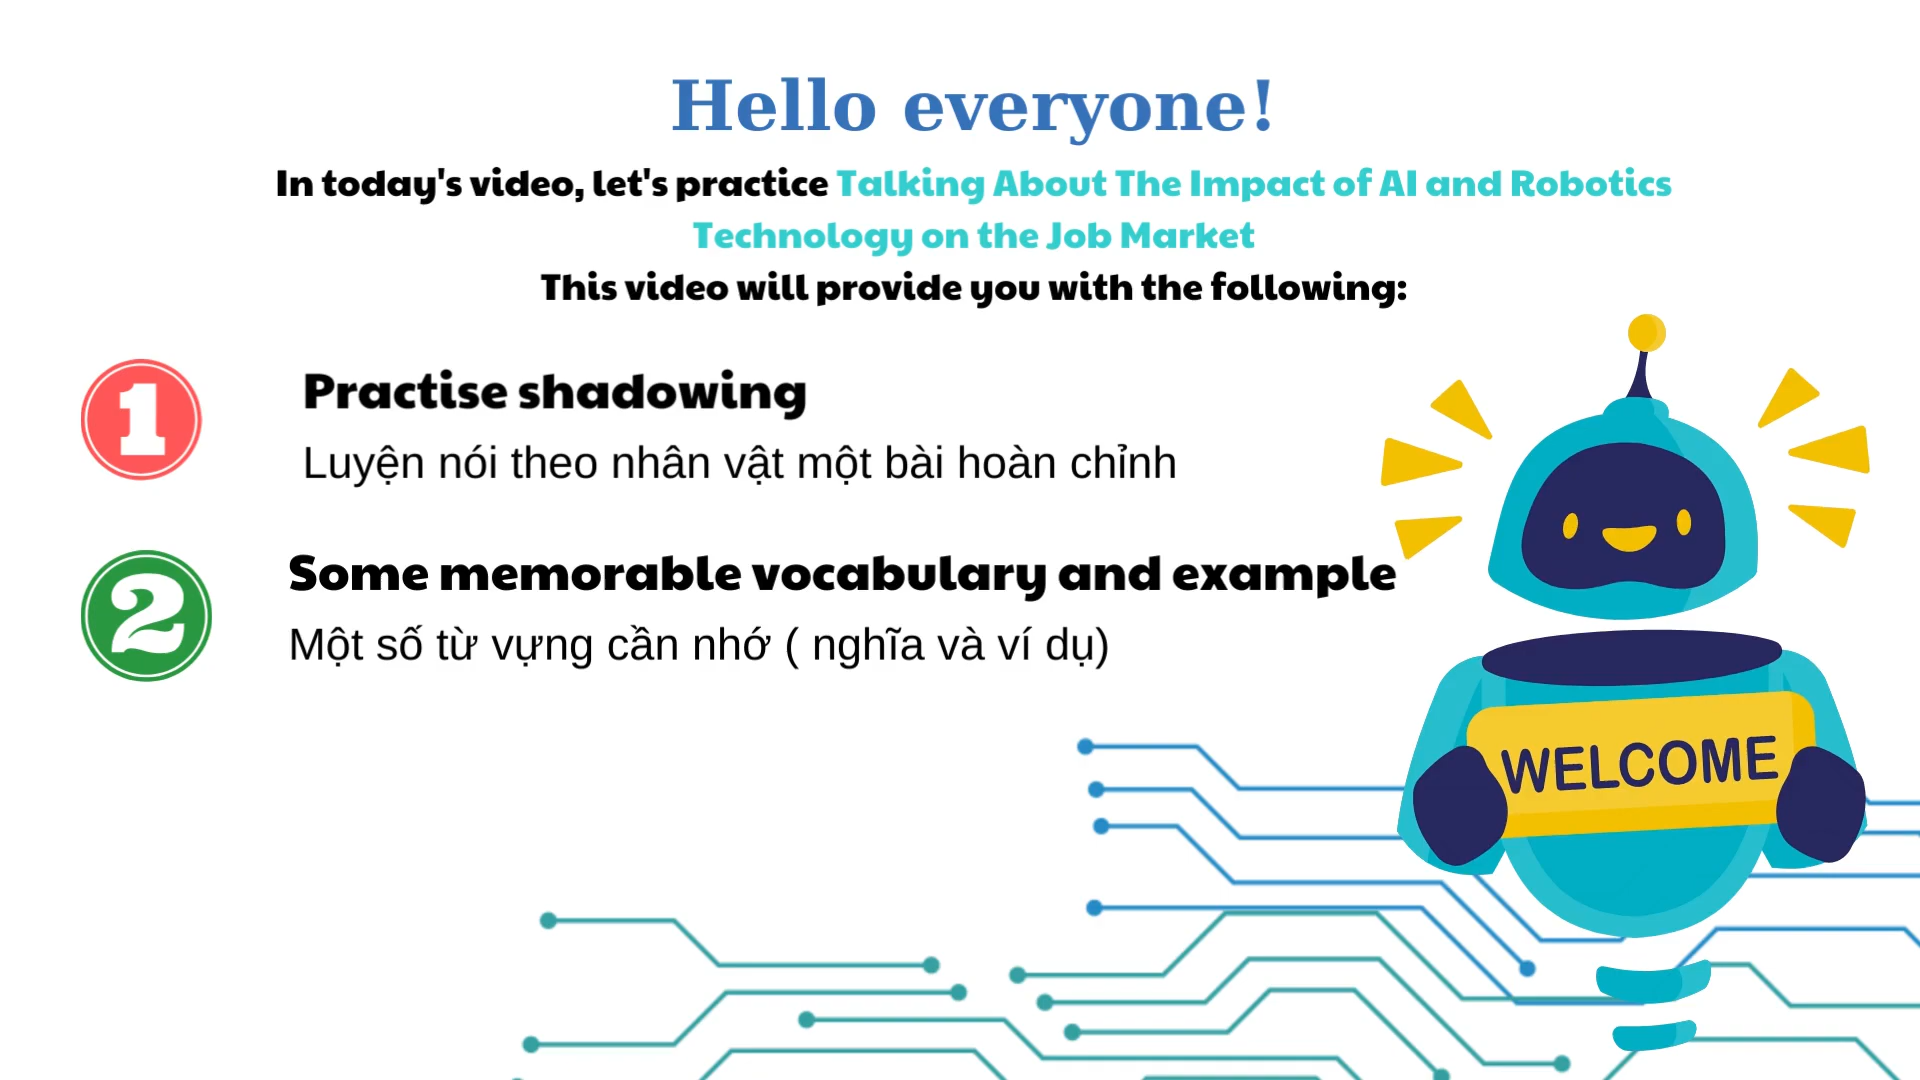 Hello everyone!
In today's video, let's practice Talking About The Impact of AI and Robotics
Technology on the Job Market
This video will provide you with the following:
1
Practise shadowing
Luyện nói theo nhân vật một bài hoàn chỉnh
2
Some memorable vocabulary and example
Một số từ vựng cần nhớ ( nghĩa và ví dụ)
WELCOME